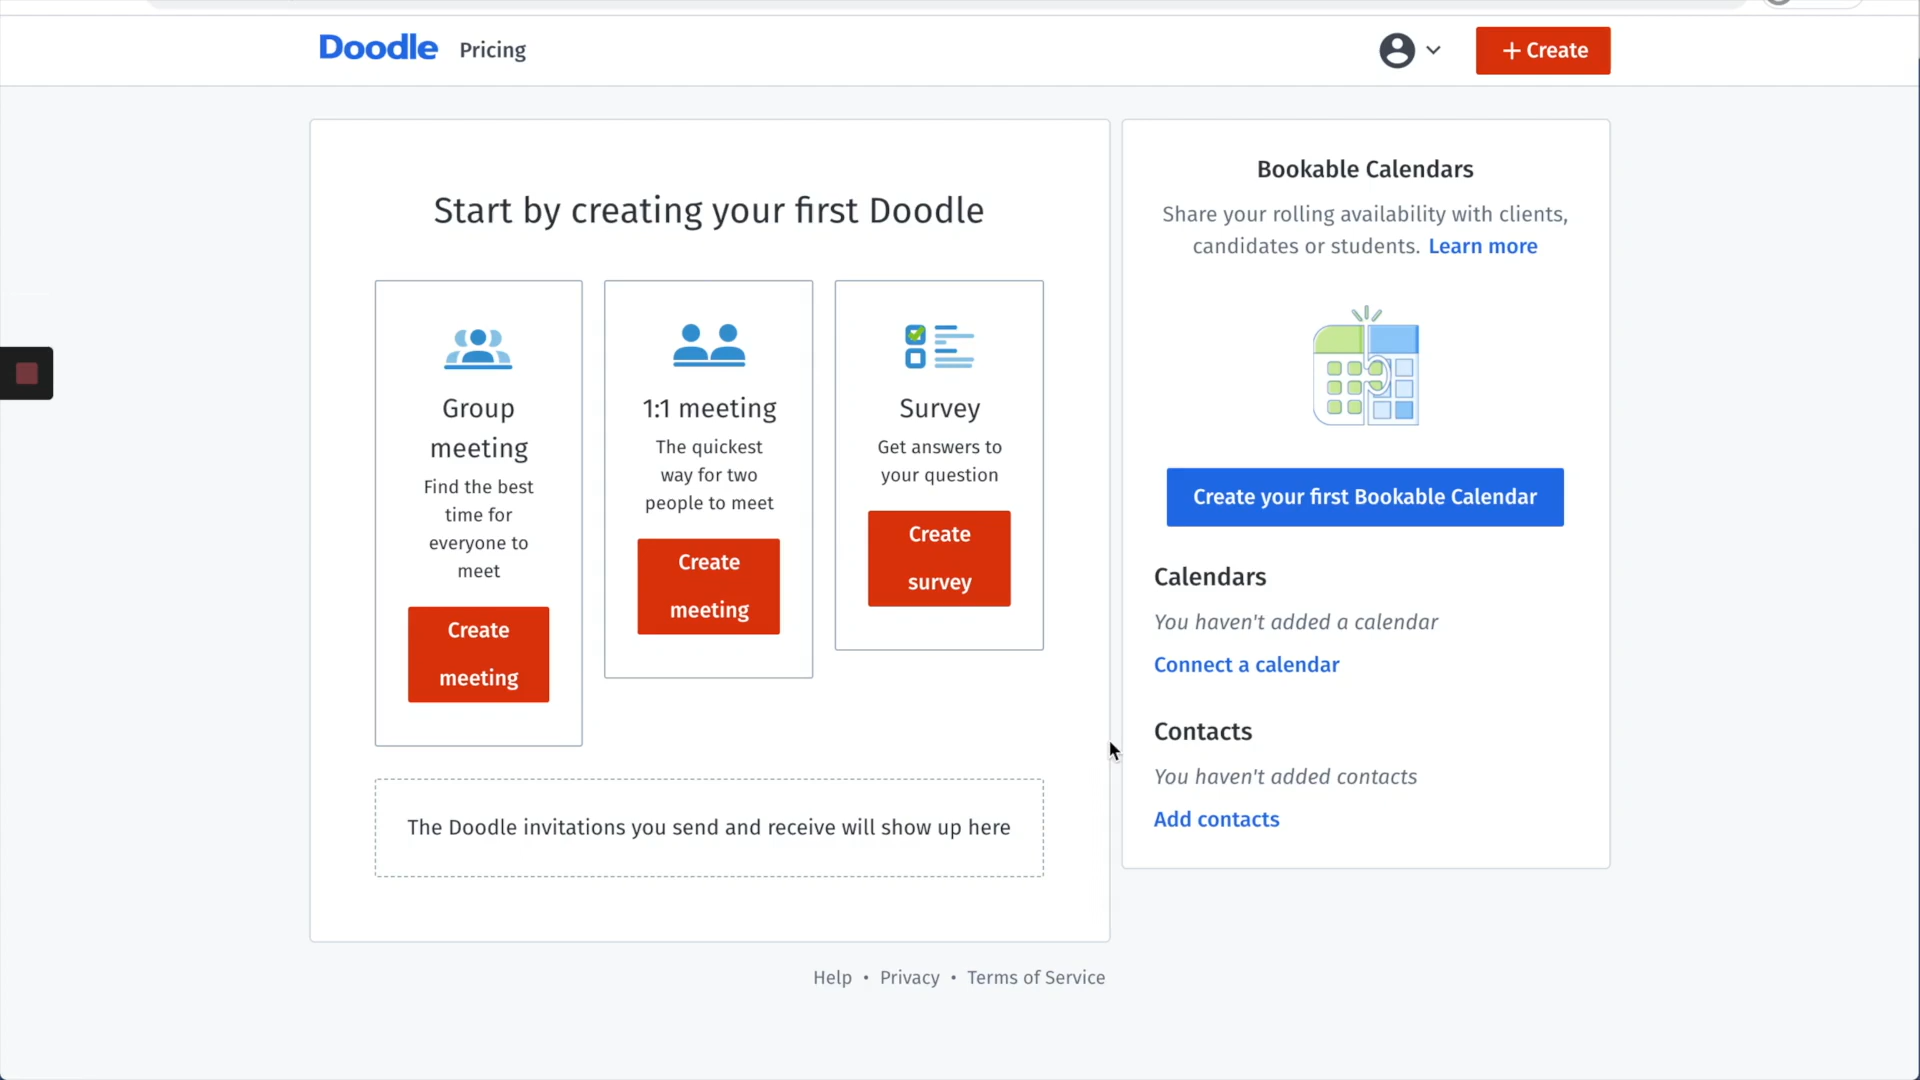 Doodle Pricing
+ Create
Start by creating your first Doodle
Group
meeting
Find the best
time for
everyone to
meet
Create
meeting
1:1 meeting
The quickest
way for two
people to meet
Create
meeting
Survey
Get answers to
your question
Create
survey
The Doodle invitations you send and receive will show up here
Bookable Calendars
Share your rolling availability with clients,
candidates or students. Learn more
Create your first Bookable Calendar
Calendars
You haven't added a calendar
Connect a calendar
Contacts
You haven't added contacts
Add contacts
Help • Privacy • Terms of Service